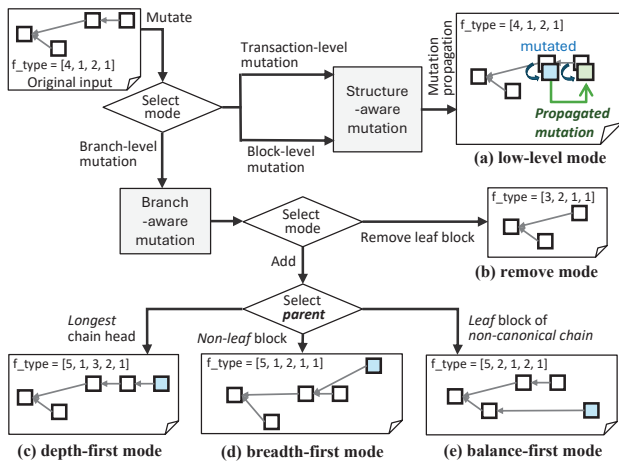 f_type = [4, 1, 2, 1]
Original input
Mutate
Select
mode
Transaction-level
mutation
Block-level
mutation
Structure
-aware
mutation
Mutation
propagation
f_type = [4, 1, 2, 1]
mutated
Propagated
mutation
(a) low-level mode
Branch-level
mutation
Branch
-aware
mutation
Select
mode
Remove leaf block
f_type = [3, 2, 1, 1]
(b) remove mode
Add
Select
parent
Longest
chain head
Non-leaf block
Leaf block of
non-canonical chain
f_type = [5, 1, 3, 2, 1]
(c) depth-first mode
f_type = [5, 1, 2, 1, 1]
(d) breadth-first mode
f_type = [5, 2, 1, 2, 1]
(e) balance-first mode